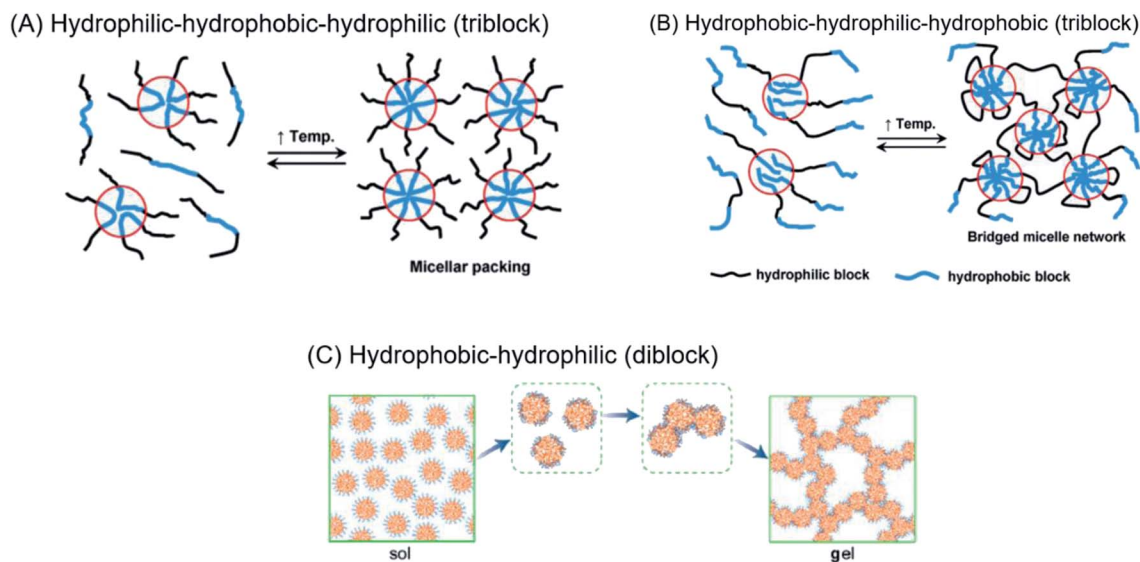 (A) Hydrophilic-hydrophobic-hydrophilic (triblock)
↑ Temp.
Micellar packing
(B) Hydrophobic-hydrophilic-hydrophobic (triblock)
↑ Temp.
Bridged micelle network
hydrophilic block
hydrophobic block
(C) Hydrophobic-hydrophilic (diblock)
sol
gel